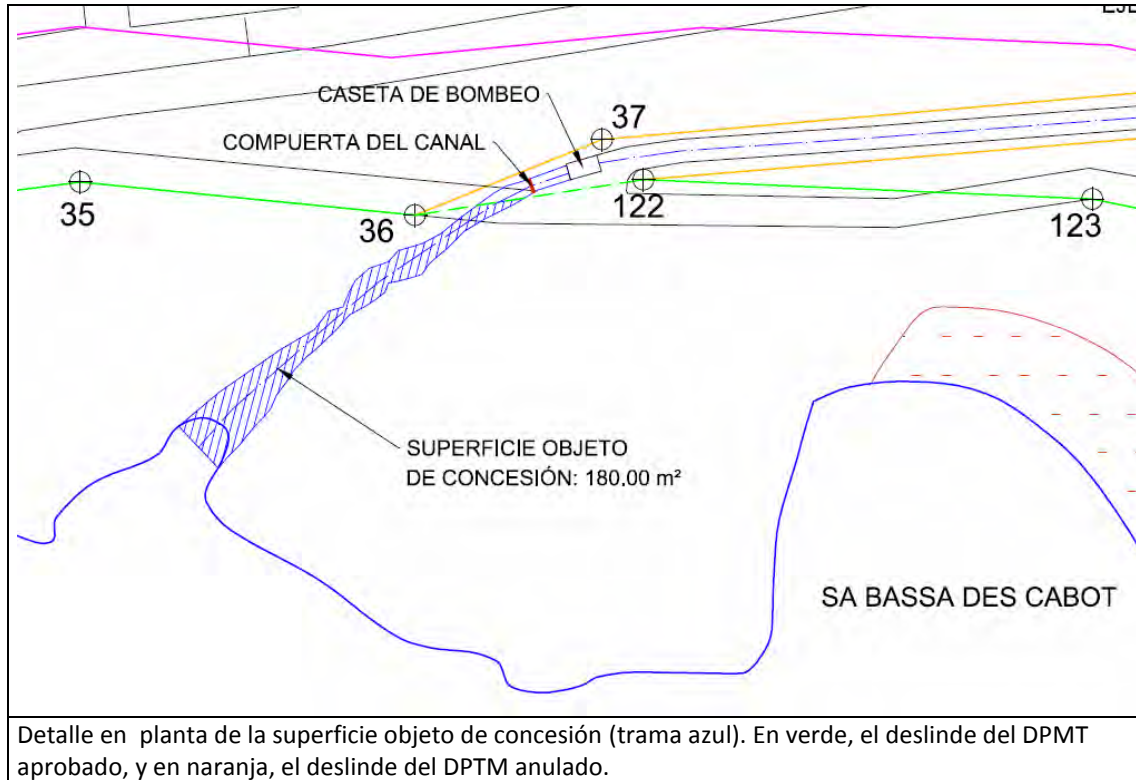 CASETA DE BOMBEO
37
COMPUERTA DEL CANAL
35
36
122
123
SUPERFICIE OBJETO
DE CONCESIÓN: 180.00 m²
SA BASSA DES CABOT
Detalle en planta de la superficie objeto de concesión (trama azul). En verde, el deslinde del DPMT
aprobado, y en naranja, el deslinde del DPTM anulado.